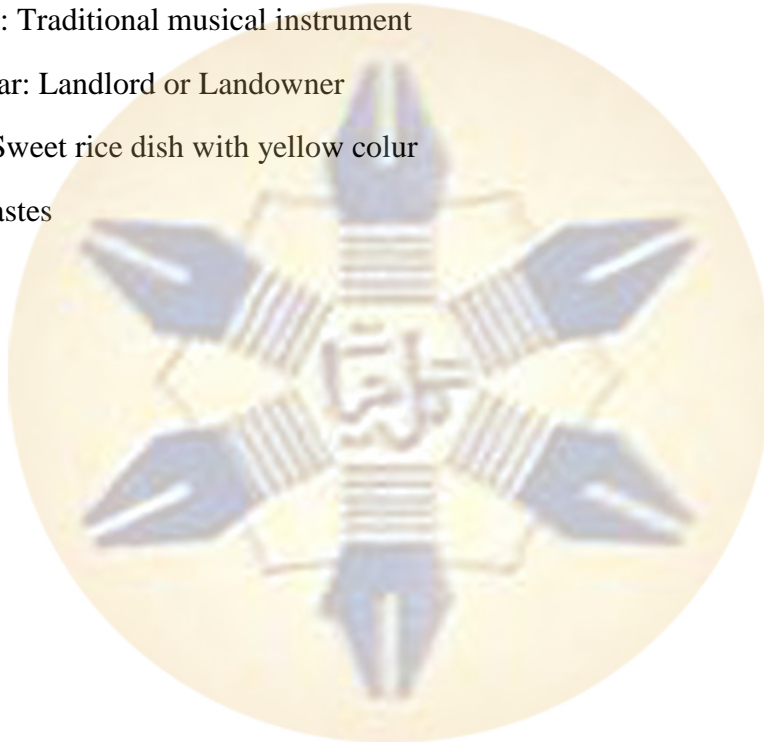 : Traditional musical instrument
ar: Landlord or Landowner
Sweet rice dish with yellow colur
astes